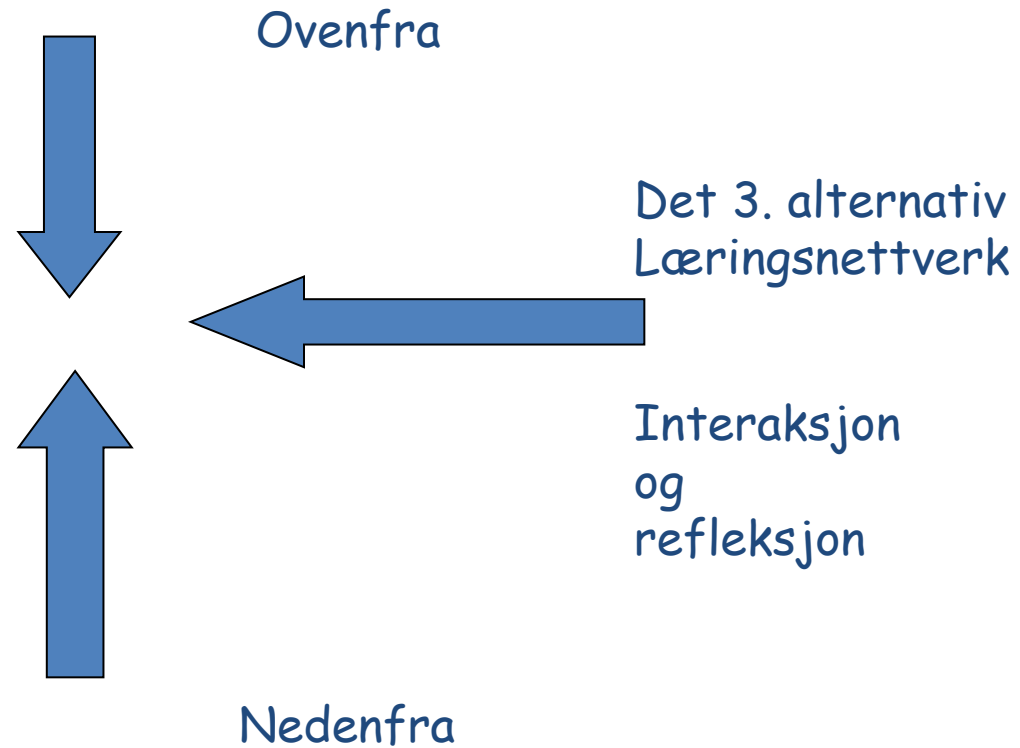 Ovenfra
Det 3. alternativ
Læringsnettverk
Interaksjon
og
refleksjon
Nedenfra